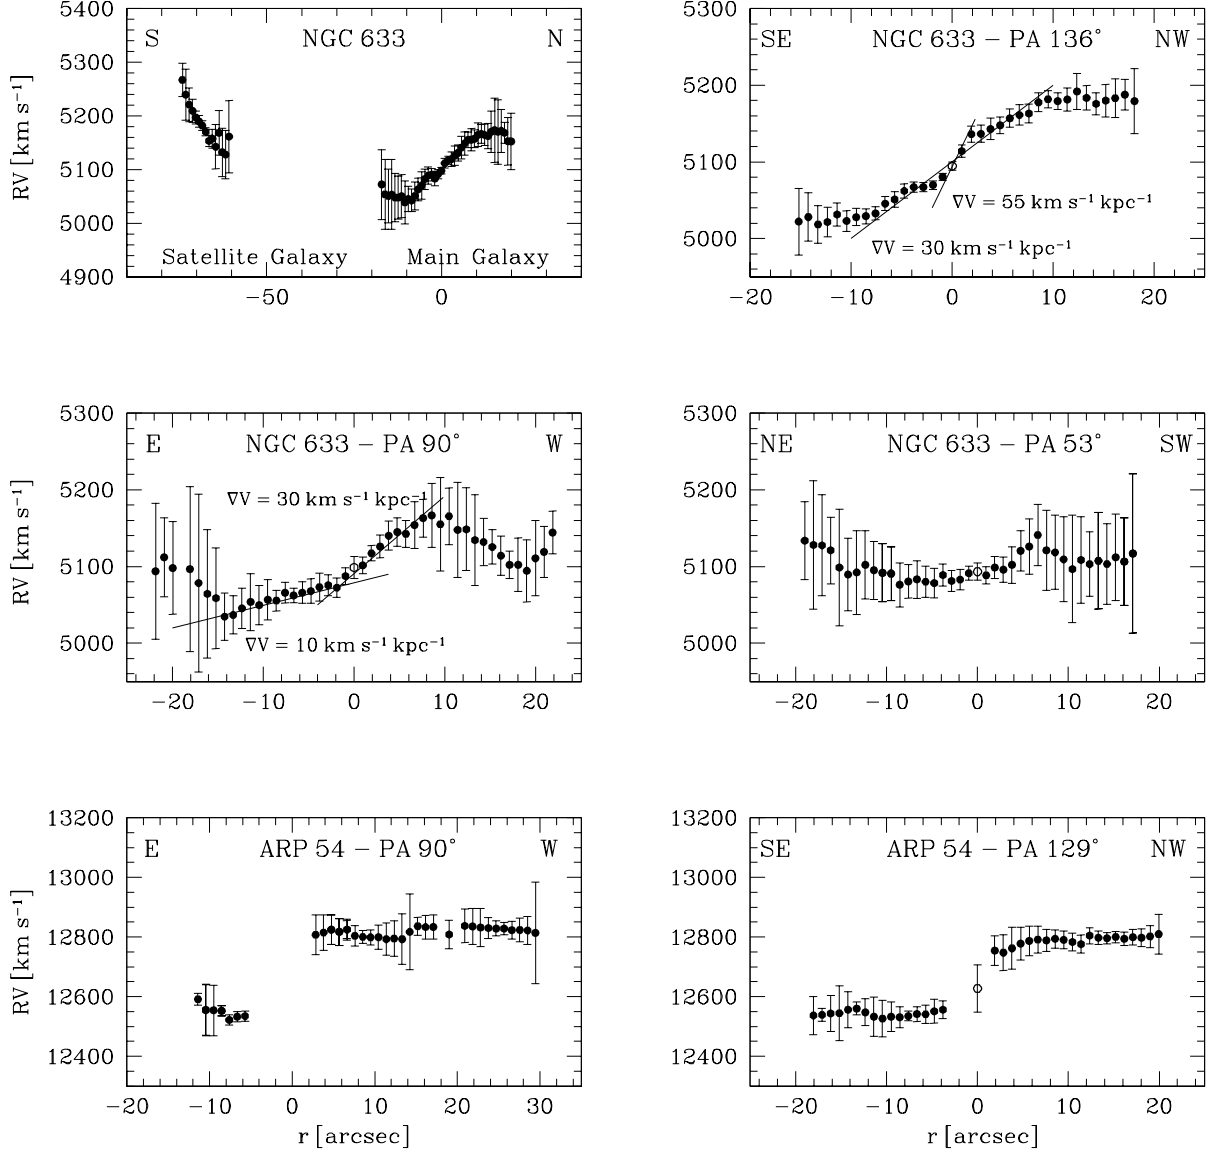 S NGC 633 N
RV [km s⁻¹]
5400
5300
5200
5100
5000
4900
Satellite Galaxy Main Galaxy
−50 0
SE NGC 633 − PA 136° NW
5300
5200
5100
5000
∇V = 55 km s⁻¹ kpc⁻¹
∇V = 30 km s⁻¹ kpc⁻¹
−20 −10 0 10 20
E NGC 633 − PA 90° W
RV [km s⁻¹]
5300
5200
5100
5000
∇V = 30 km s⁻¹ kpc⁻¹
∇V = 10 km s⁻¹ kpc⁻¹
−20 −10 0 10 20
NE NGC 633 − PA 53° SW
5300
5200
5100
5000
−20 −10 0 10 20
E ARP 54 − PA 90° W
RV [km s⁻¹]
13200
13000
12800
12600
12400
−20 −10 0 10 20 30
r [arcsec]
SE ARP 54 − PA 129° NW
13200
13000
12800
12600
12400
−20 −10 0 10 20
r [arcsec]